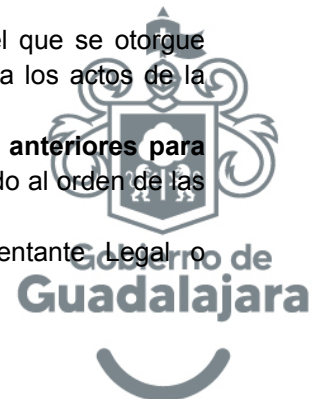 el que se otorgue
a los actos de la
anteriores para
do al orden de las
entante Legal o
Gobierno de
Guadalajara